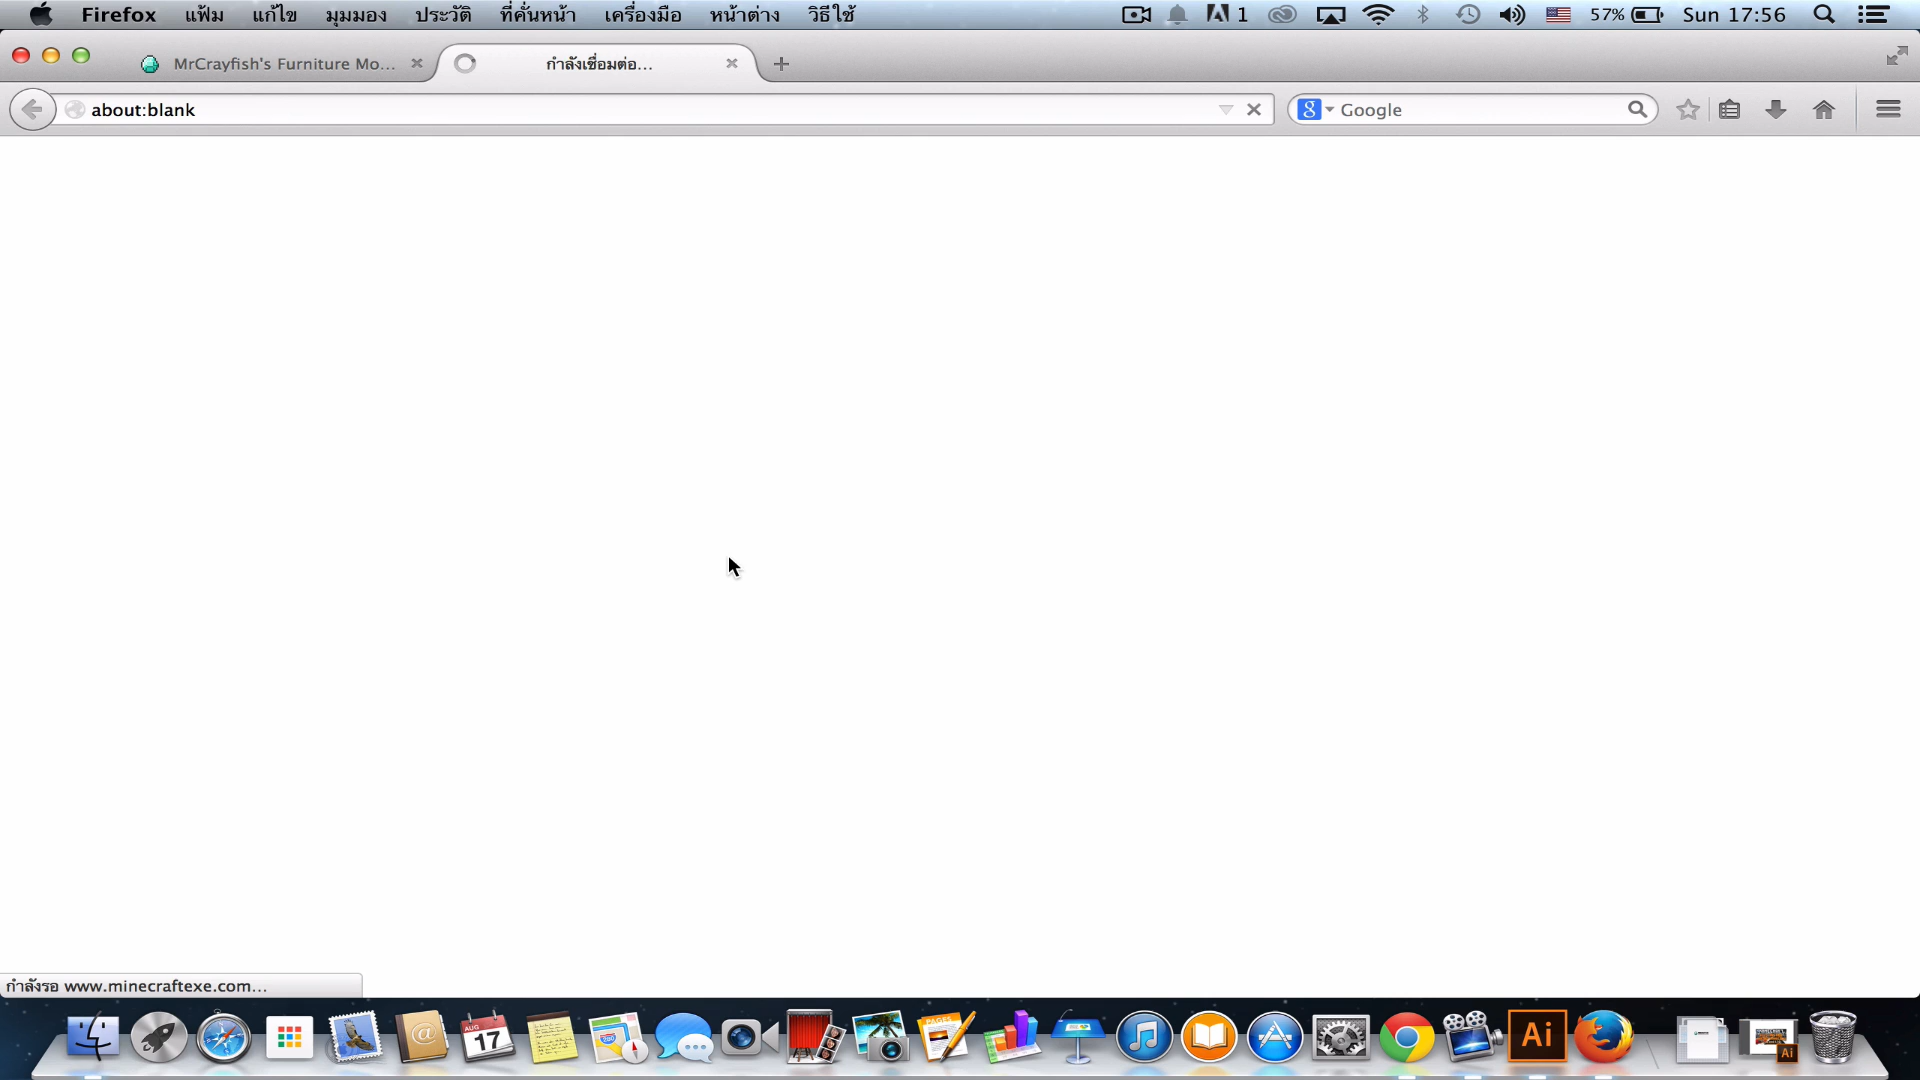 Firefox แฟ้ม แก้ไข มุมมอง ประวัติ ที่คั่นหน้า เครื่องมือ หน้าต่าง วิธีใช้ 1 57% Sun 17:56
MrCrayfish's Furniture Mo... กำลังเชื่อมต่อ...
about:blank Google
กำลังรอ www.minecraftexe.com...
AUG
17
PAGES
Ai
Ai